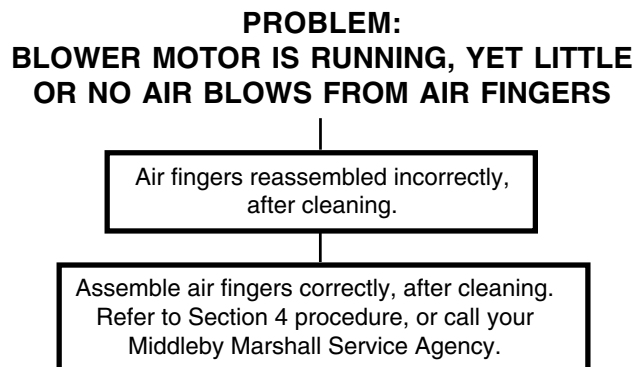 PROBLEM:
BLOWER MOTOR IS RUNNING, YET LITTLE
OR NO AIR BLOWS FROM AIR FINGERS
Air fingers reassembled incorrectly,
after cleaning.
Assemble air fingers correctly, after cleaning.
Refer to Section 4 procedure, or call your
Middleby Marshall Service Agency.